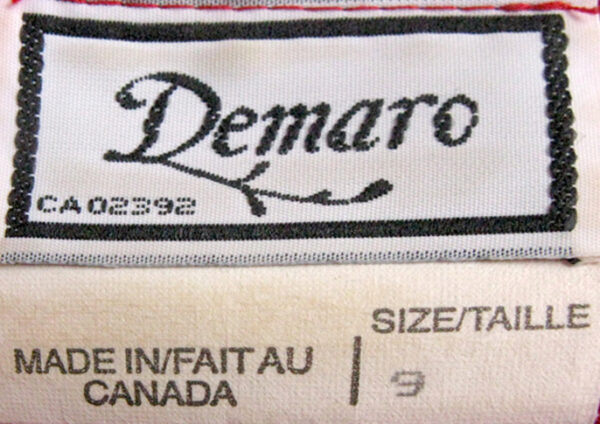 Demaro
CA02392
SIZE/TAILLE
MADE IN/FAIT AU
CANADA
9